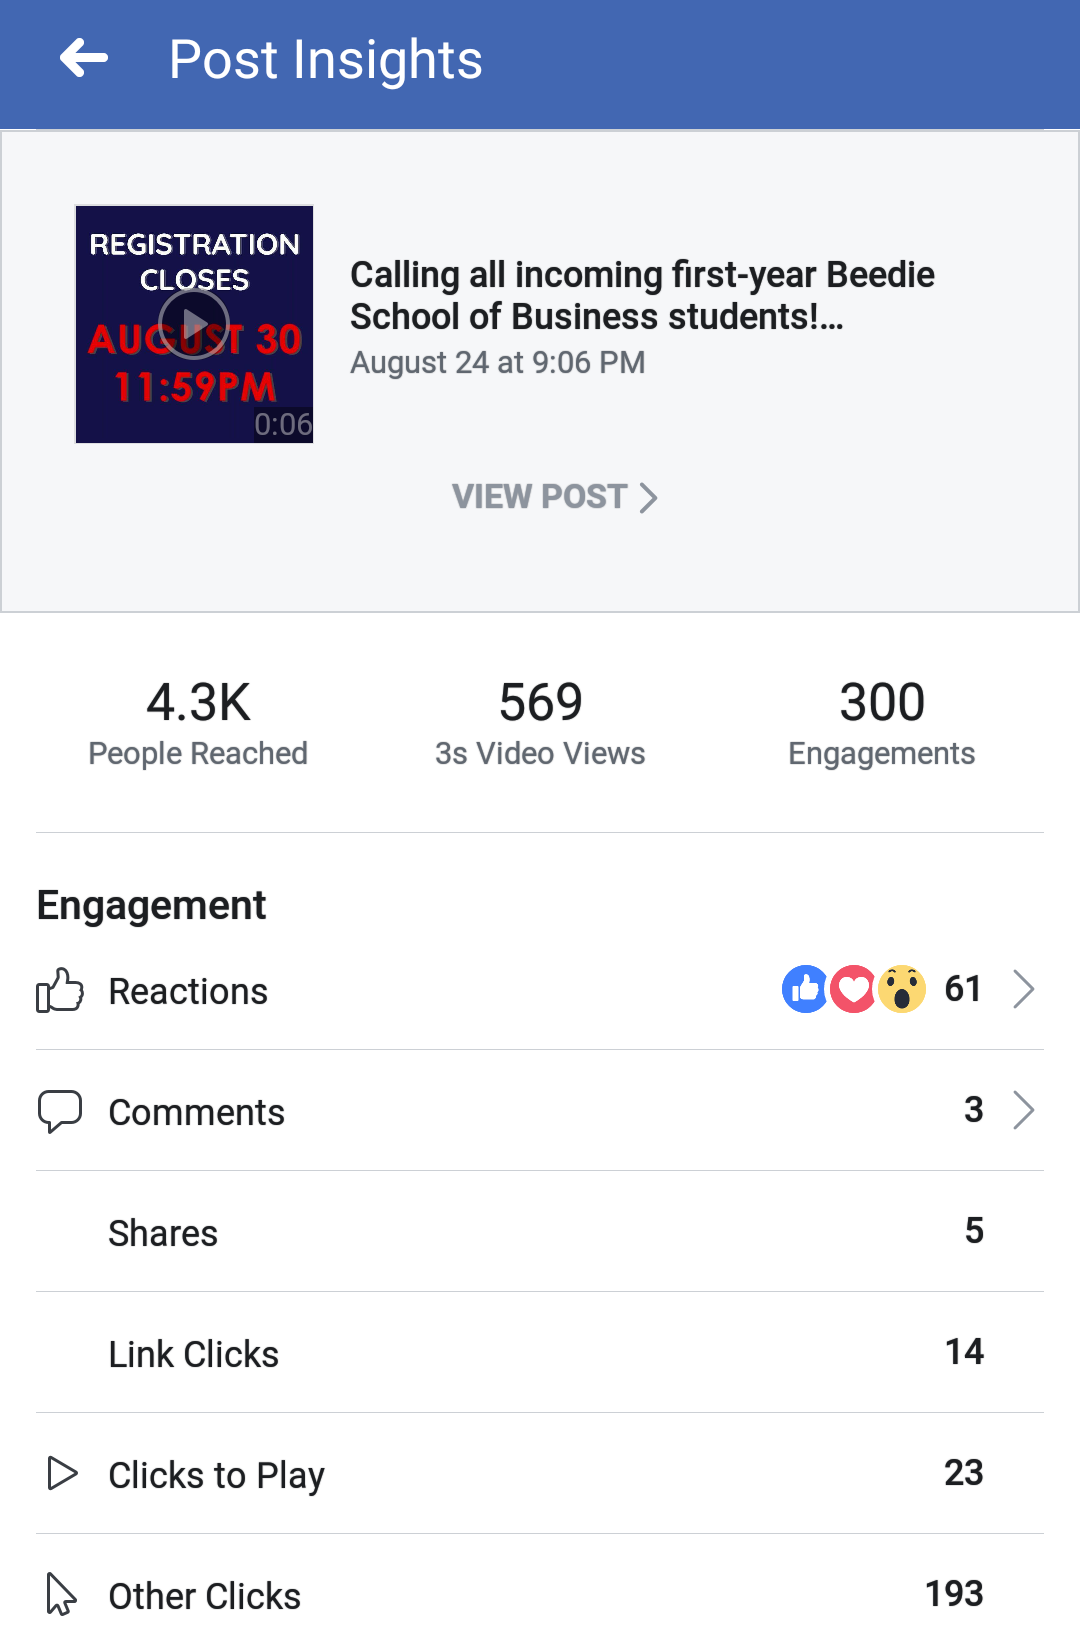 Post Insights
REGISTRATION
CLOSES
AUGUST 30
11:59PM
0:06
Calling all incoming first-year Beedie
School of Business students!...
August 24 at 9:06 PM
VIEW POST
4.3K
People Reached
569
3s Video Views
300
Engagements
Engagement
Reactions 61
Comments 3
Shares 5
Link Clicks 14
Clicks to Play 23
Other Clicks 193